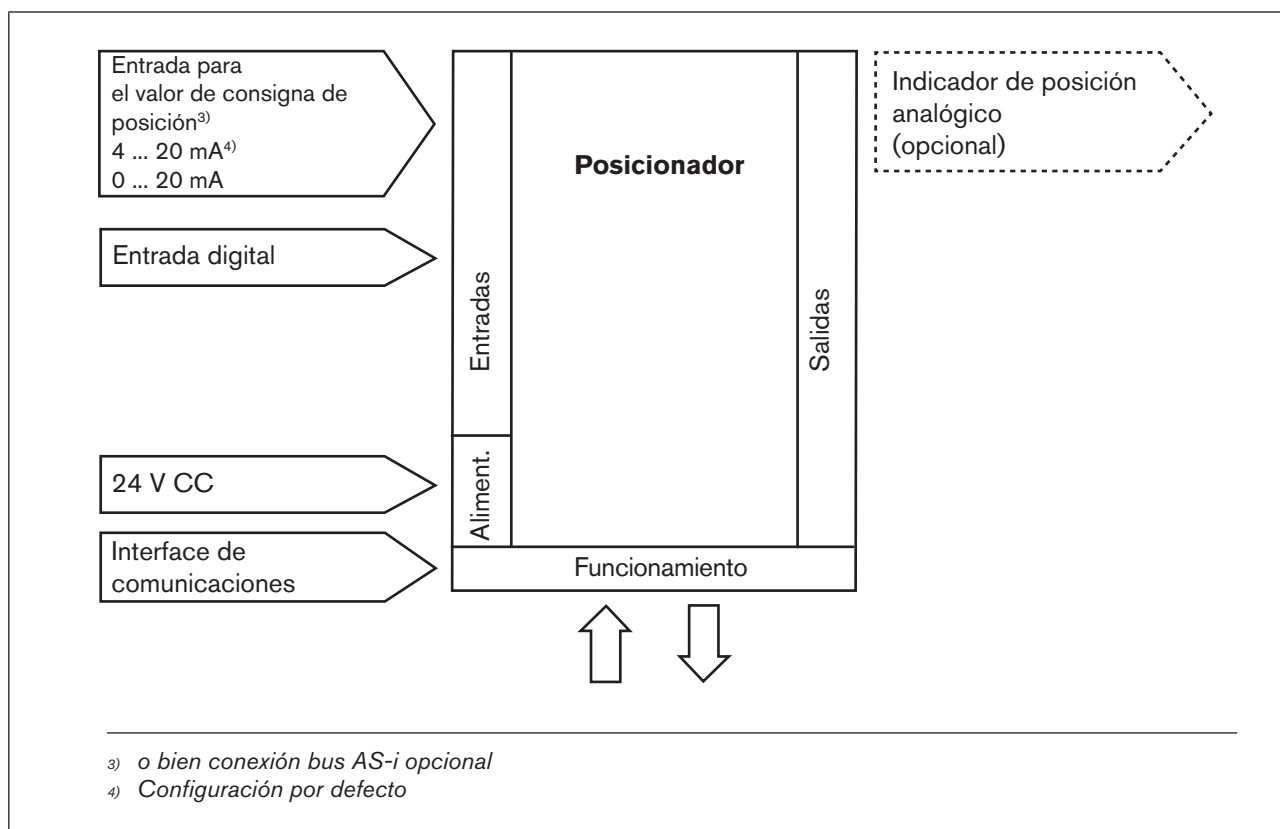 Entrada para
el valor de consigna de
posición3)
4 ... 20 mA4)
0 ... 20 mA
Entrada digital
24 V CC
Interface de
comunicaciones
Entradas
Aliment.
Posicionador
Funcionamiento
Salidas
Indicador de posición
analógico
(opcional)
3) o bien conexión bus AS-i opcional
4) Configuración por defecto